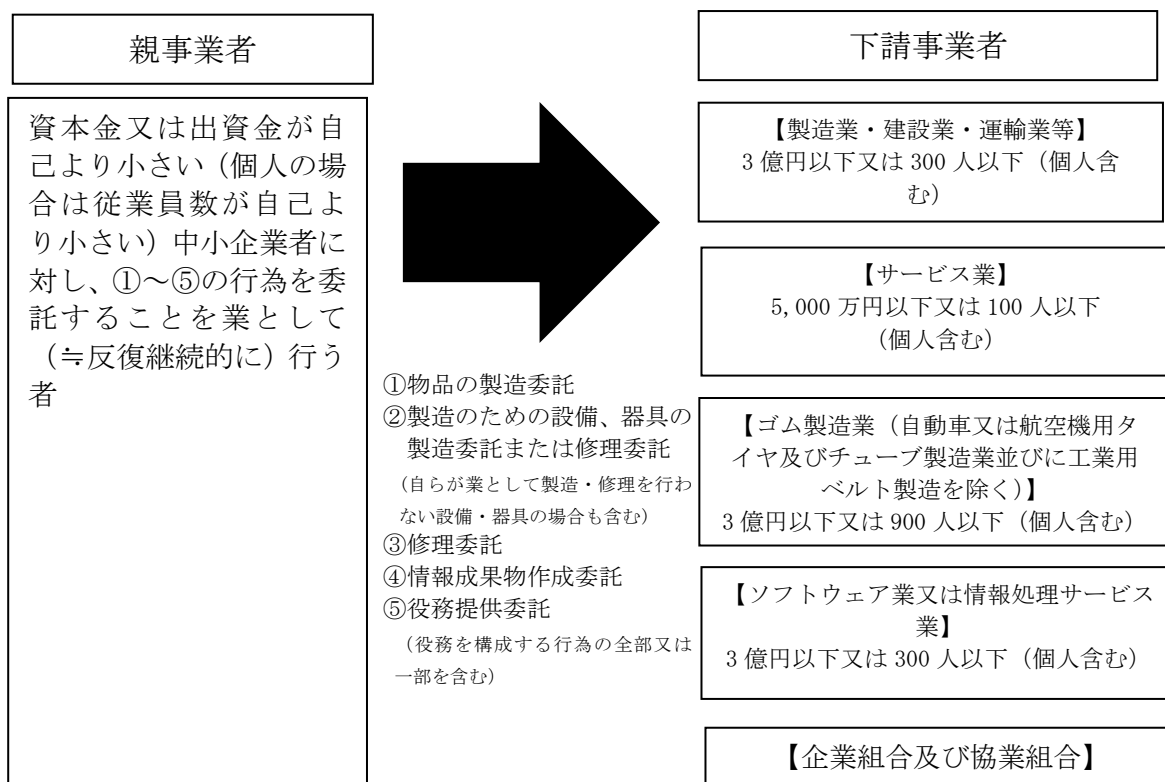 親事業者
資本金又は出資金が自
己より小さい（個人の場
合は従業員数が自己よ
り小さい）中小企業者に
対し、①～⑤の行為を委
託することを業として
（≒反復継続的に）行う
者
①物品の製造委託
②製造のための設備、器具の
製造委託または修理委託
（自らが業として製造・修理を行わ
ない設備・器具の場合も含む）
③修理委託
④情報成果物作成委託
⑤役務提供委託
（役務を構成する行為の全部又は
一部を含む）
下請事業者
【製造業・建設業・運輸業等】
3億円以下又は300人以下（個人含
む）
【サービス業】
5,000万円以下又は100人以下
（個人含む）
【ゴム製造業（自動車又は航空機用タ
イヤ及びチューブ製造業並びに工業用
ベルト製造を除く）】
3億円以下又は900人以下（個人含む）
【ソフトウェア業又は情報処理サービス
業】
3億円以下又は300人以下（個人含む）
【企業組合及び協業組合】